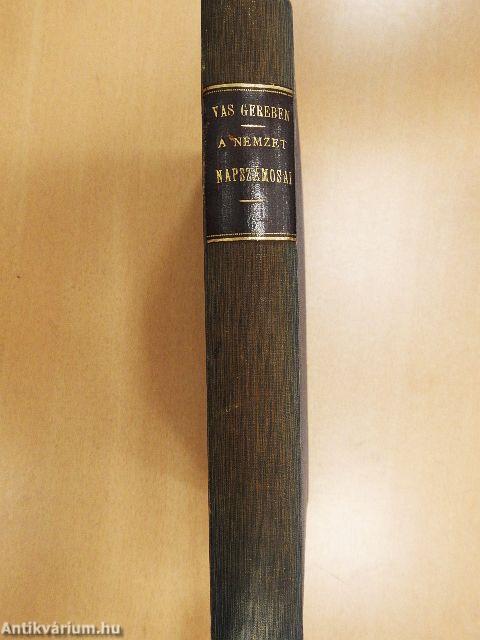 VAS GEREBEN
A NEMZET
NAPSZÁMOSAI
Antikvárium.hu